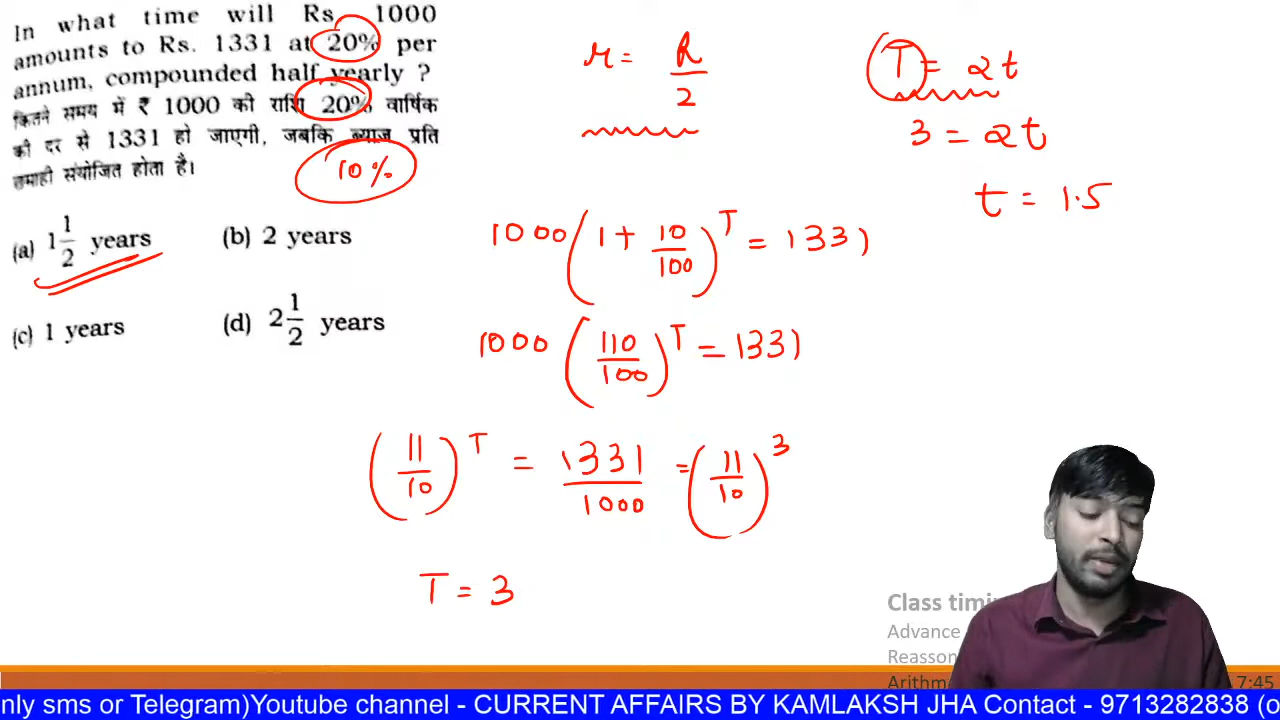 In what time will Rs 1000
amounts to Rs. 1331 at 20% per
annum, compounded half yearly ?
कितने समय में ₹ 1000 की राशि 20% वार्षिक
की दर से 1331 हो जाएगी, जबकि ब्याज प्रति
तमाही संयोजित होता है।
10%
(a) 1 1/2 years
(b) 2 years
(c) 1 years
(d) 2 1/2 years
r = R/2
T = 2t
3 = 2t
t = 1.5
1000 (1 + 10/100)^T = 1331
1000 (110/100)^T = 1331
(11/10)^T = 1331/1000 = (11/10)^3
T = 3
Class timin
Advance
Reason
Arithm
7:45
nly sms or Telegram)Youtube channel - CURRENT AFFAIRS BY KAMLAKSH JHA Contact - 9713282838 (o